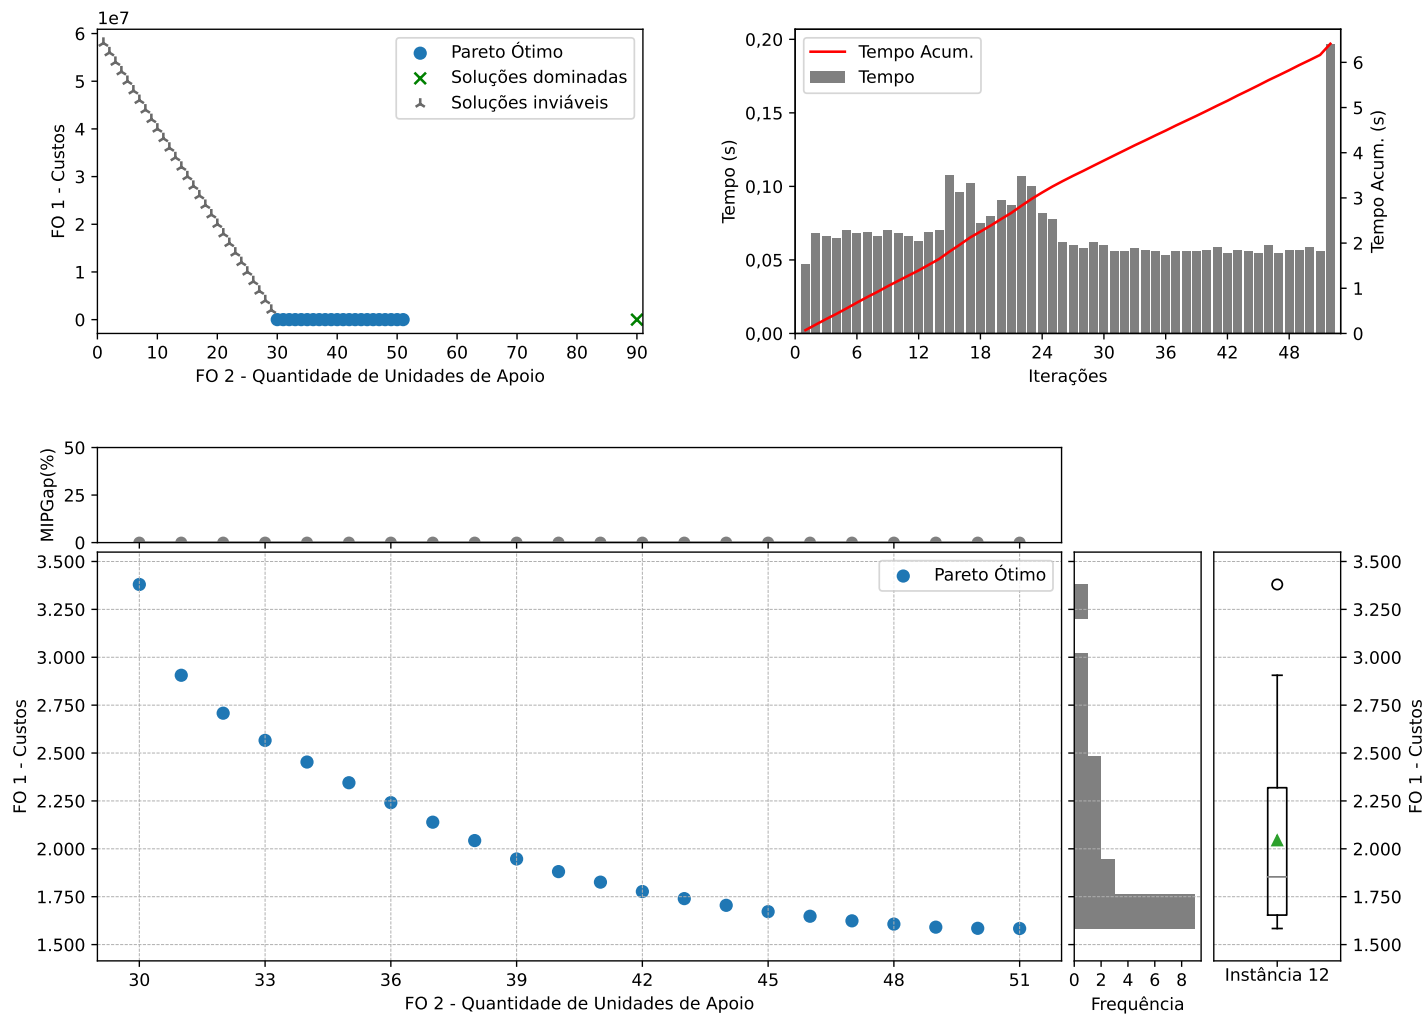 1e7
6
5
4
3
2
1
0
FO 1 - Custos
Pareto Ótimo
Soluções dominadas
Soluções inviáveis
0 10 20 30 40 50 60 70 80 90
FO 2 - Quantidade de Unidades de Apoio
0,20
0,15
0,10
0,05
0,00
Tempo (s)
Tempo Acum.
Tempo
6
5
4
3
2
1
0
Tempo Acum. (s)
0 6 12 18 24 30 36 42 48
Iterações
50
25
0
MIPGap(%)
3.500
3.250
3.000
2.750
2.500
2.250
2.000
1.750
1.500
FO 1 - Custos
Pareto Ótimo
30 33 36 39 42 45 48 51
FO 2 - Quantidade de Unidades de Apoio
0 2 4 6 8
Frequência
Instância 12
3.500
3.250
3.000
2.750
2.500
2.250
2.000
1.750
1.500
FO 1 - Custos